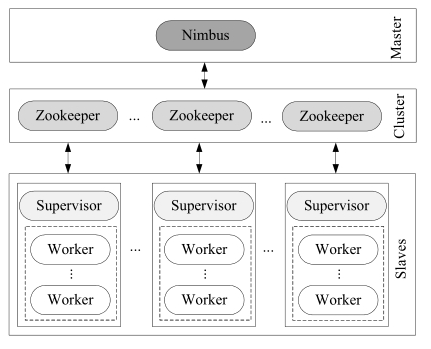 Nimbus
Master
Zookeeper ... Zookeeper ... Zookeeper
Cluster
Supervisor Supervisor Supervisor
Worker ... Worker ... Worker
...
...
...
Worker Worker Worker
Slaves